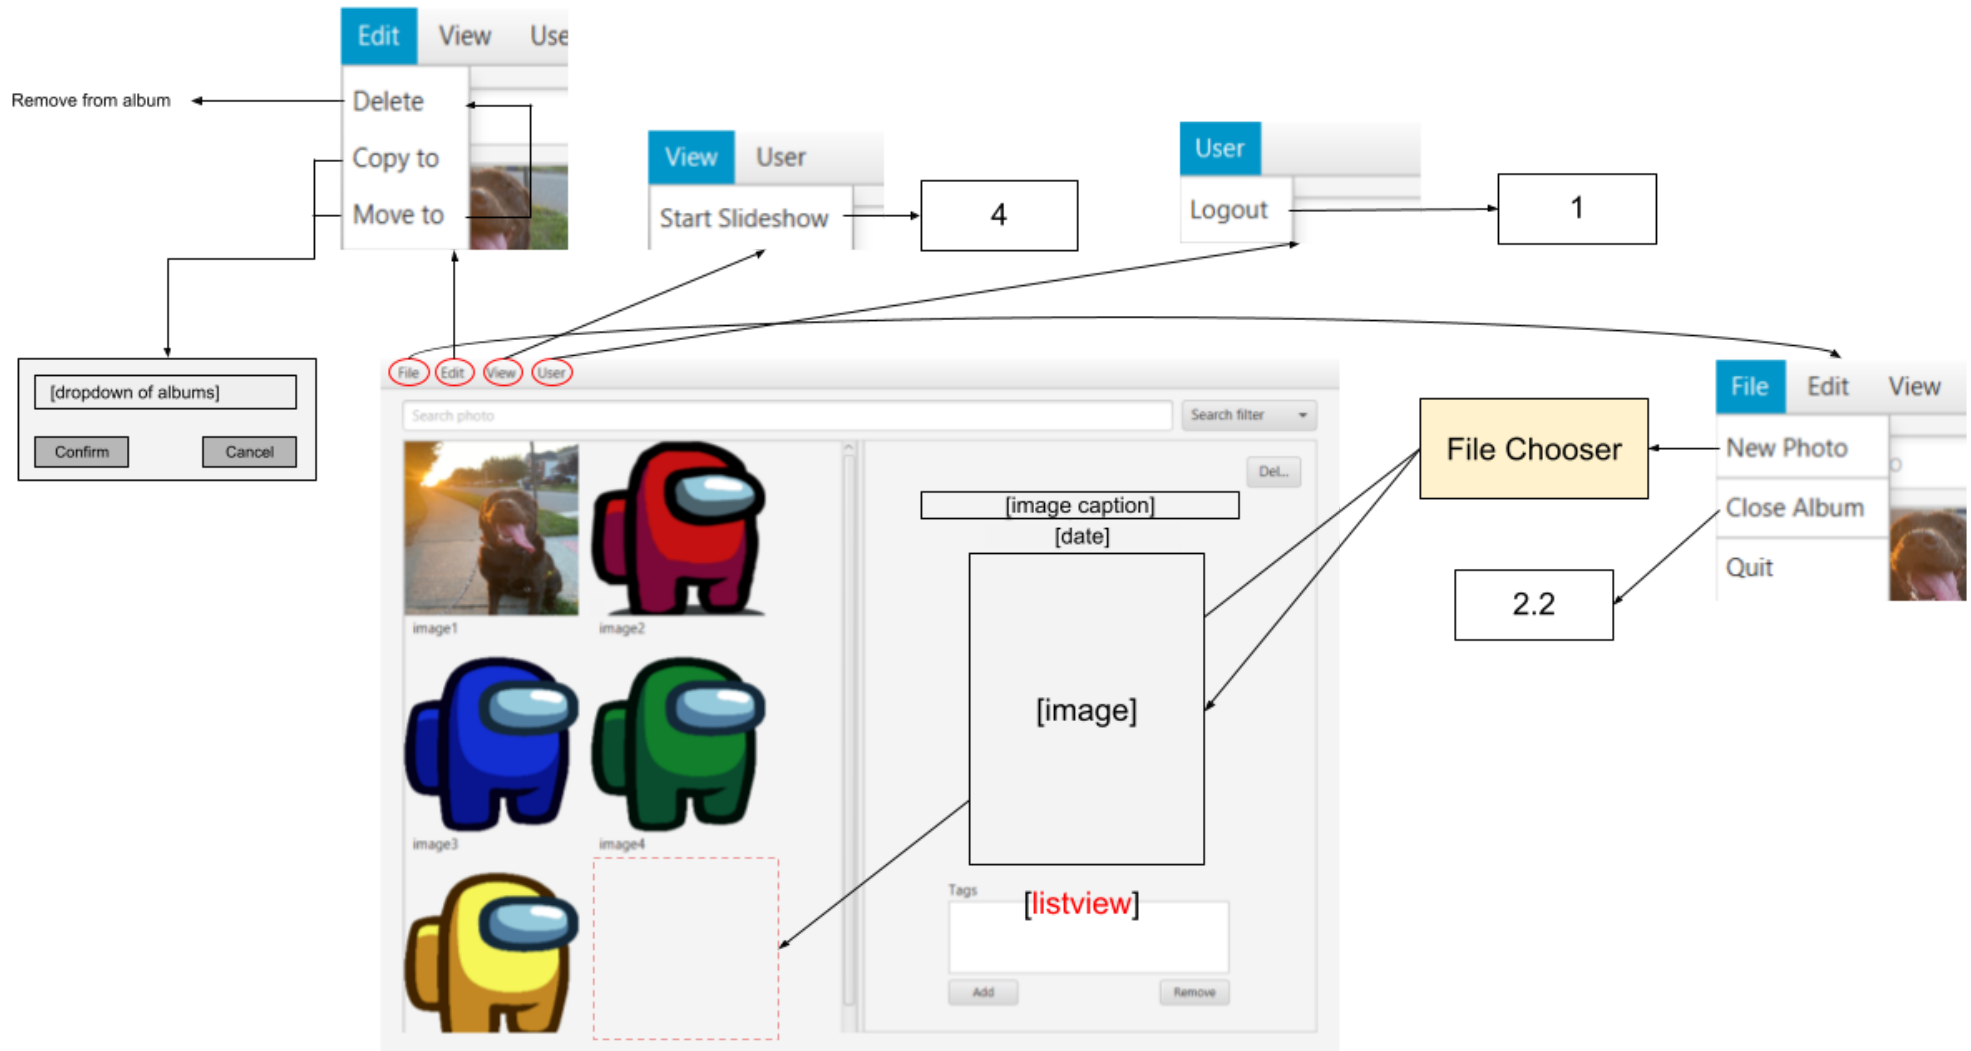 Edit View Use
Delete
Copy to
Move to
Remove from album
View User
Start Slideshow
4
User
Logout
1
[dropdown of albums]
Confirm Cancel
File Edit View User
Search photo Search filter
image1 image2
image3 image4
Del...
[image caption]
[date]
[image]
Tags
[listview]
Add Remove
File Chooser
2.2
File Edit View
New Photo
Close Album
Quit